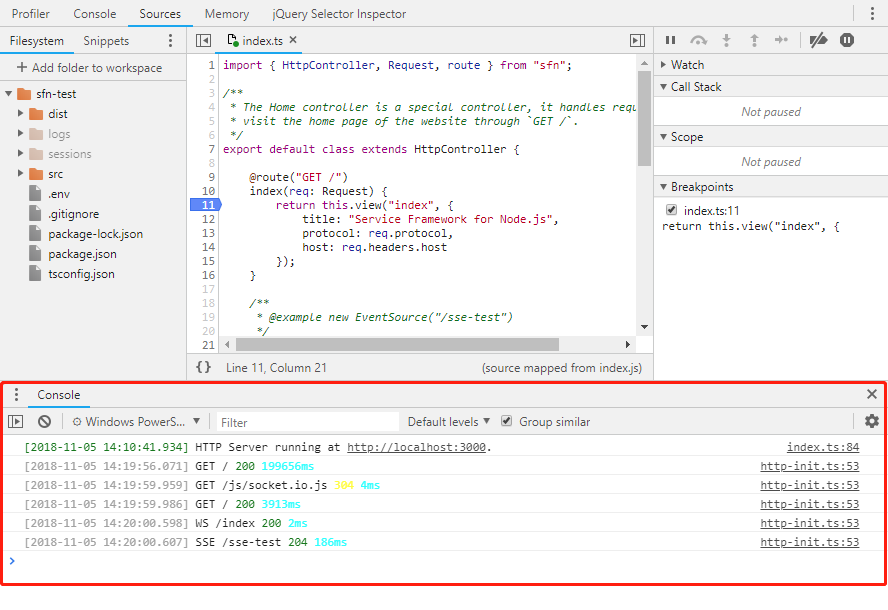 Profiler Console Sources Memory jQuery Selector Inspector
Filesystem Snippets
+ Add folder to workspace
sfn-test
dist
logs
sessions
src
.env
.gitignore
package-lock.json
package.json
tsconfig.json
index.ts ×
1 import { HttpController, Request, route } from "sfn";
2
3 /**
4 * The Home controller is a special controller, it handles requ
5 * visit the home page of the website through `GET /`.
6 */
7 export default class extends HttpController {
8
9 @route("GET /")
10 index(req: Request) {
11 return this.view("index", {
12 title: "Service Framework for Node.js",
13 protocol: req.protocol,
14 host: req.headers.host
15 });
16 }
17
18 /**
19 * @example new EventSource("/sse-test")
20 */
21
{} Line 11, Column 21 (source mapped from index.js)
Watch
Call Stack
Not paused
Scope
Not paused
Breakpoints
index.ts:11
return this.view("index", {
Console ×
Windows PowerS... Filter Default levels Group similar
[2018-11-05 14:10:41.934] HTTP Server running at http://localhost:3000. index.ts:84
[2018-11-05 14:19:56.071] GET / 200 199656ms http-init.ts:53
[2018-11-05 14:19:59.959] GET /js/socket.io.js 304 4ms http-init.ts:53
[2018-11-05 14:19:59.986] GET / 200 3913ms http-init.ts:53
[2018-11-05 14:20:00.598] WS /index 200 2ms http-init.ts:53
[2018-11-05 14:20:00.607] SSE /sse-test 204 186ms http-init.ts:53
>